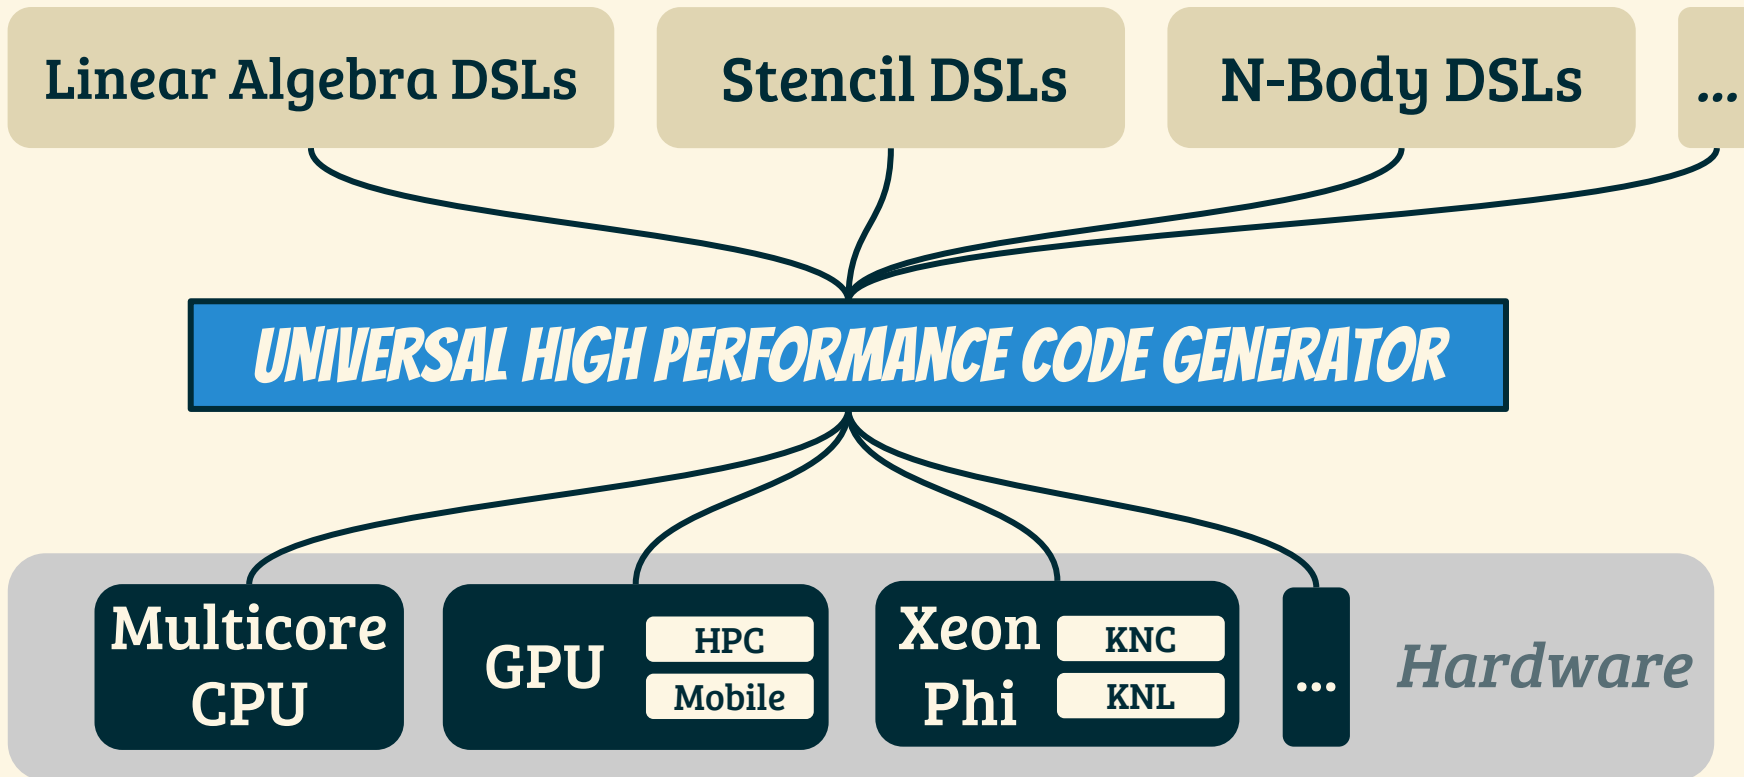 Linear Algebra DSLs
Stencil DSLs
N-Body DSLs
...
UNIVERSAL HIGH PERFORMANCE CODE GENERATOR
Multicore
CPU
GPU
HPC
Mobile
Xeon
Phi
KNC
KNL
...
Hardware